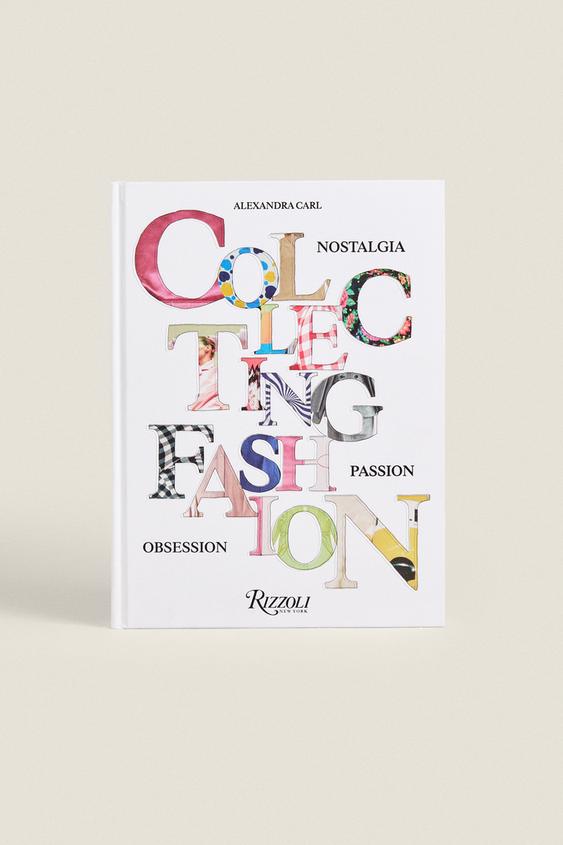 ALEXANDRA CARL
COL
NOSTALGIA
LEC
TING
FASH
PASSION
ION
OBSESSION
RIZZOLI
NEW YORK